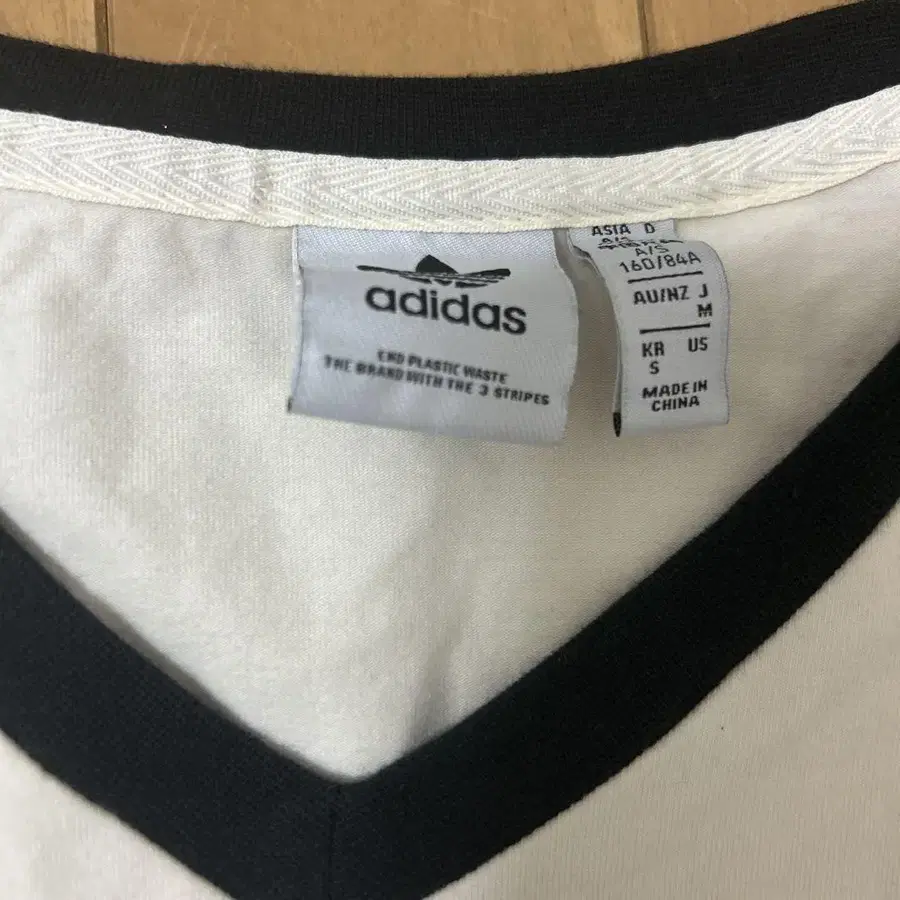 adidas
END PLASTIC WASTE
THE BRAND WITH THE 3 STRIPES
ASIA D
A/S
160/84A
AU/NZ J
M
KR US
S
MADE IN
CHINA